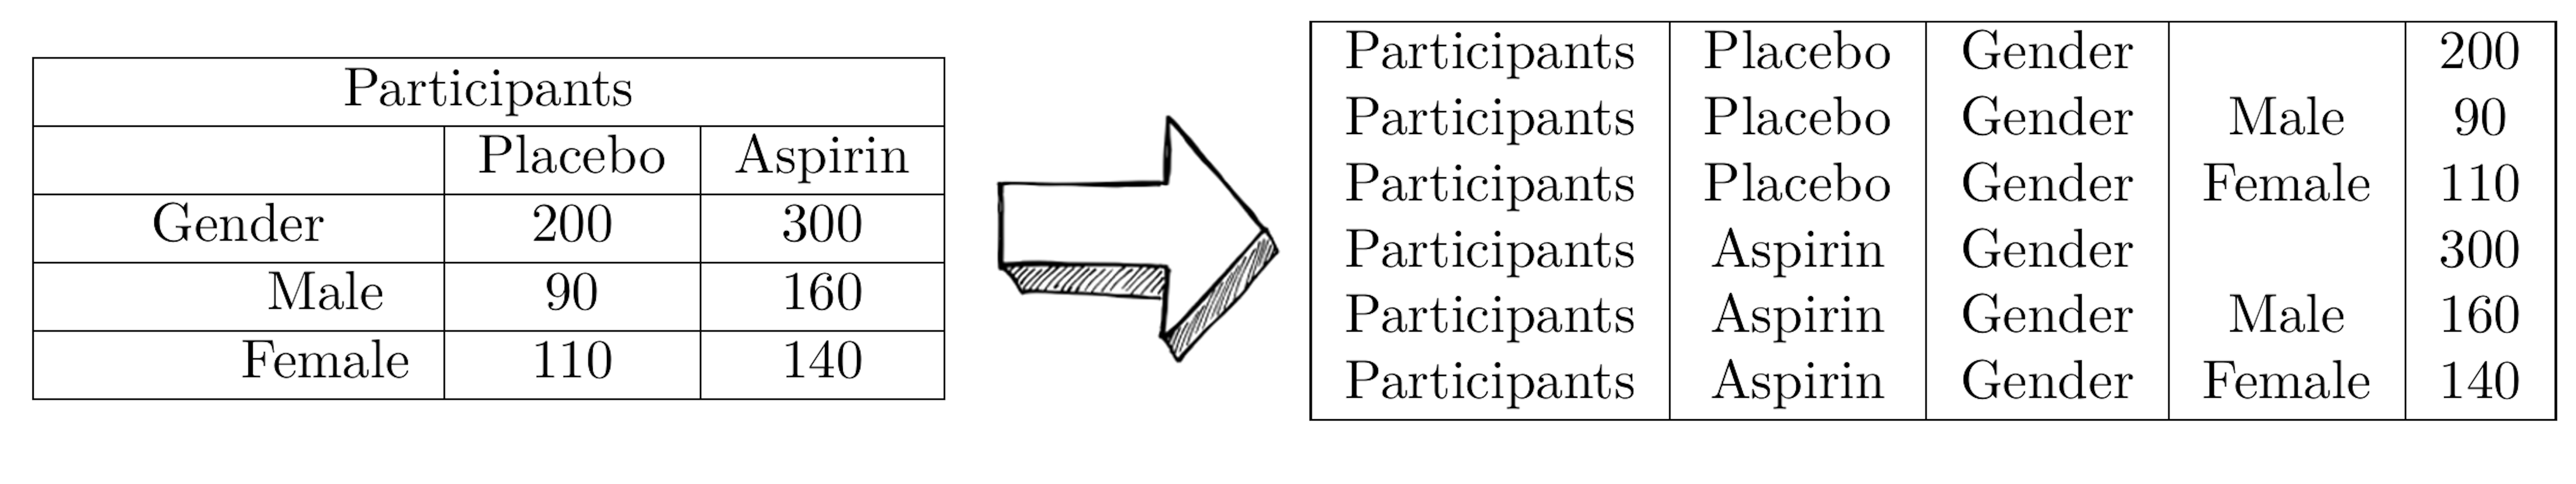 Participants
Placebo Aspirin
Gender 200 300
Male 90 160
Female 110 140
Participants Placebo Gender 200
Participants Placebo Gender Male 90
Participants Placebo Gender Female 110
Participants Aspirin Gender 300
Participants Aspirin Gender Male 160
Participants Aspirin Gender Female 140